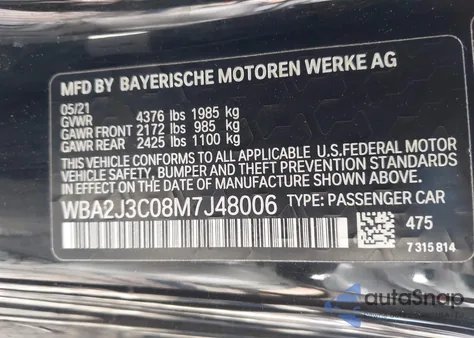 MFD BY BAYERISCHE MOTOREN WERKE AG
05/21
GVWR 4376 lbs 1985 kg
GAWR FRONT 2172 lbs 985 kg
GAWR REAR 2425 lbs 1100 kg
THIS VEHICLE CONFORMS TO ALL APPLICABLE U.S.FEDERAL MOTOR
VEHICLE SAFETY, BUMPER, AND THEFT PREVENTION STANDARDS
IN EFFECT ON THE DATE OF MANUFACTURE SHOWN ABOVE.
WBA2J3C08M7J48006 TYPE: PASSENGER CAR
475
7 315 814
autoSnap